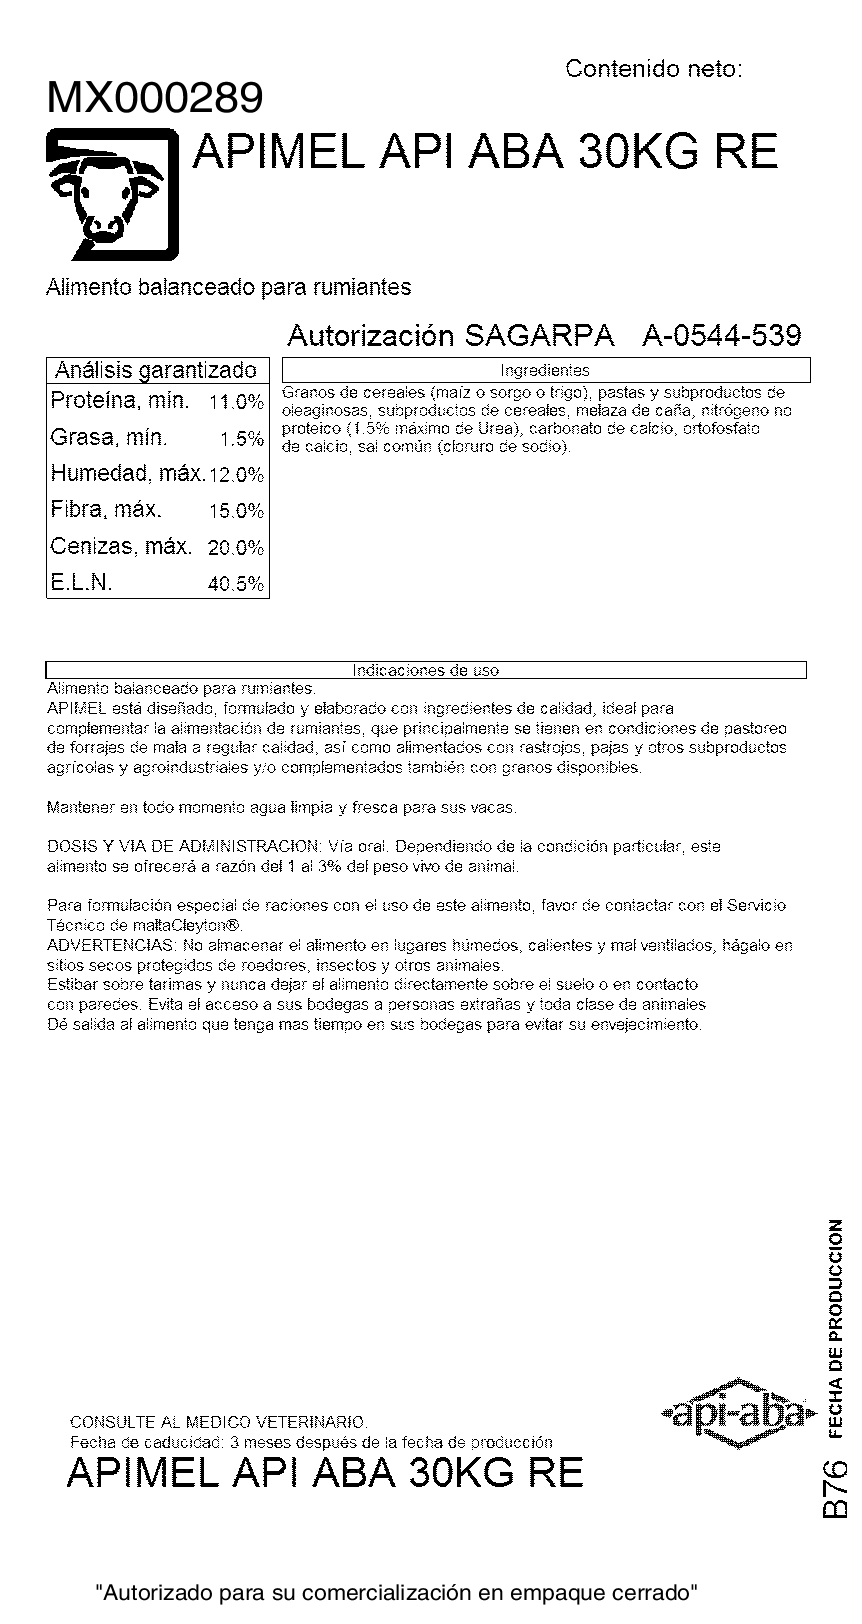 Contenido neto:
MX000289
APIMEL API ABA 30KG RE
Alimento balanceado para rumiantes
Autorización SAGARPA A-0544-539
Análisis garantizado
Proteína, mín. 11.0%
Grasa, mín. 1.5%
Humedad, máx. 12.0%
Fibra, máx. 15.0%
Cenizas, máx. 20.0%
E.L.N. 40.5%
Ingredientes
Granos de cereales (maíz o sorgo o trigo), pastas y subproductos de
oleaginosas, subproductos de cereales, melaza de caña, nitrógeno no
proteico (1.5% máximo de Urea), carbonato de calcio, ortofosfato
de calcio, sal común (cloruro de sodio).
Indicaciones de uso
Alimento balanceado para rumiantes.
APIMEL está diseñado, formulado y elaborado con ingredientes de calidad, ideal para
complementar la alimentación de rumiantes, que principalmente se tienen en condiciones de pastoreo
de forrajes de mala a regular calidad, así como alimentados con rastrojos, pajas y otros subproductos
agrícolas y agroindustriales y/o complementados también con granos disponibles.
Mantener en todo momento agua limpia y fresca para sus vacas.
DOSIS Y VIA DE ADMINISTRACION: Vía oral. Dependiendo de la condición particular, este
alimento se ofrecerá a razón del 1 al 3% del peso vivo de animal.
Para formulación especial de raciones con el uso de este alimento, favor de contactar con el Servicio
Técnico de maltaCleyton®.
ADVERTENCIAS: No almacenar el alimento en lugares húmedos, calientes y mal ventilados, hágalo en
sitios secos protegidos de roedores, insectos y otros animales.
Estibar sobre tarimas y nunca dejar el alimento directamente sobre el suelo o en contacto
con paredes. Evita el acceso a sus bodegas a personas extrañas y toda clase de animales
Dé salida al alimento que tenga mas tiempo en sus bodegas para evitar su envejecimiento.
FECHA DE PRODUCCION
B76
api-aba
CONSULTE AL MEDICO VETERINARIO.
Fecha de caducidad: 3 meses después de la fecha de producción
APIMEL API ABA 30KG RE
"Autorizado para su comercialización en empaque cerrado"